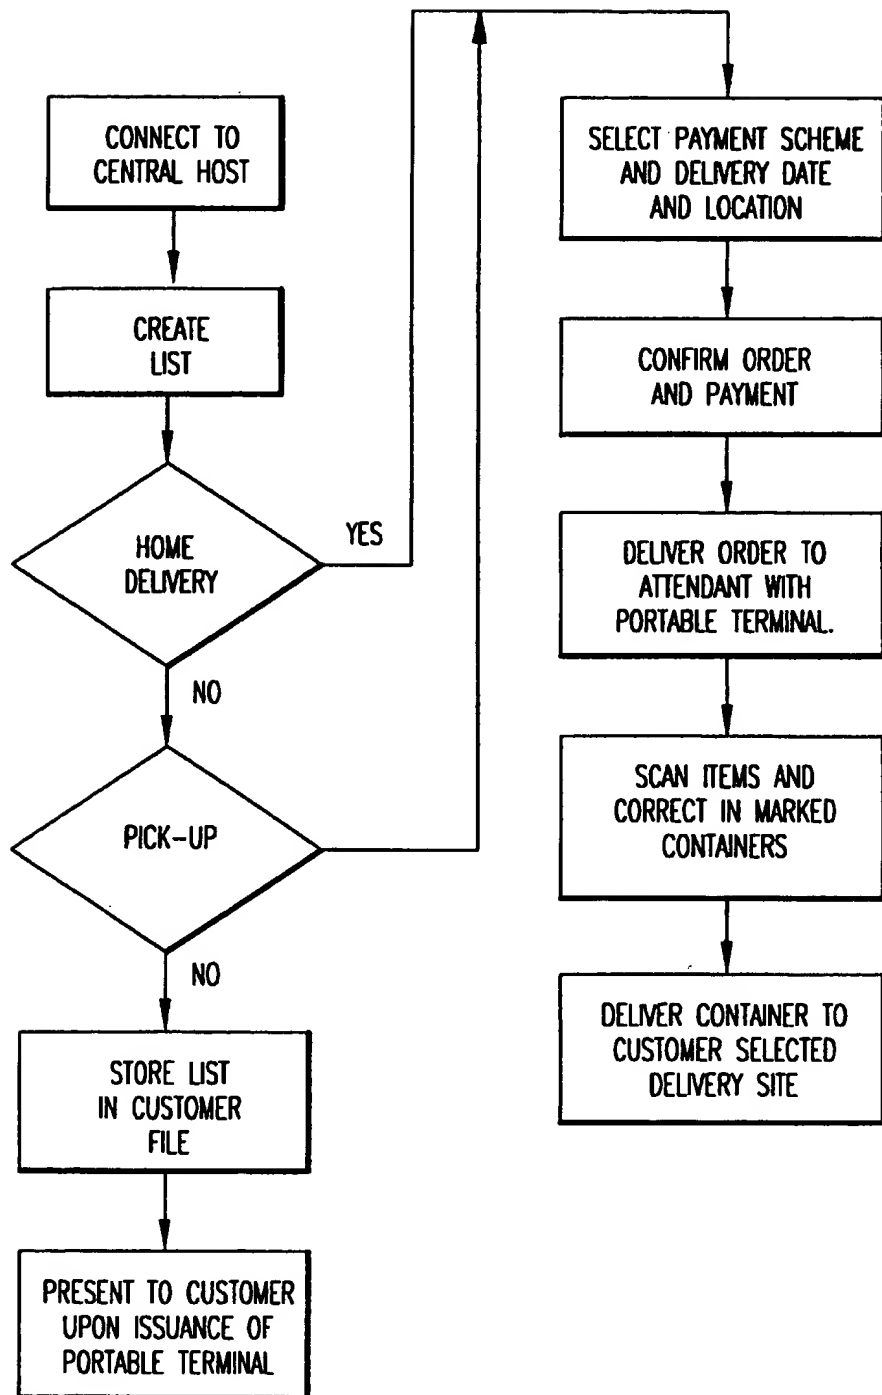 CONNECT TO
CENTRAL HOST
CREATE
LIST
HOME
DELIVERY
YES
NO
PICK-UP
NO
STORE LIST
IN CUSTOMER
FILE
PRESENT TO CUSTOMER
UPON ISSUANCE OF
PORTABLE TERMINAL
SELECT PAYMENT SCHEME
AND DELIVERY DATE
AND LOCATION
CONFIRM ORDER
AND PAYMENT
DELIVER ORDER TO
ATTENDANT WITH
PORTABLE TERMINAL.
SCAN ITEMS AND
CORRECT IN MARKED
CONTAINERS
DELIVER CONTAINER TO
CUSTOMER SELECTED
DELIVERY SITE